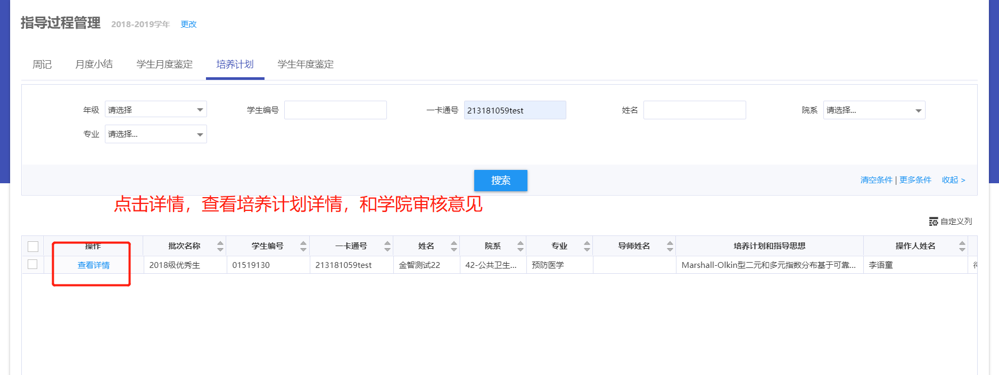 指导过程管理 2018-2019学年 更改
周记 月度小结 学生月度鉴定 培养计划 学生年度鉴定
年级 请选择 学生编号 一卡通号 213181059test 姓名 院系 请选择...
专业 请选择...
搜索 清空条件 | 更多条件 收起 >
点击详情，查看培养计划详情，和学院审核意见
自定义列
操作 批次名称 学生编号 一卡通号 姓名 院系 专业 导师姓名 培养计划和指导思想 操作人姓名
查看详情 2018级优秀生 01519130 213181059test 金智测试22 42-公共卫生... 预防医学 Marshall-Olkin型二元和多元指数分布基于可靠... 李语童